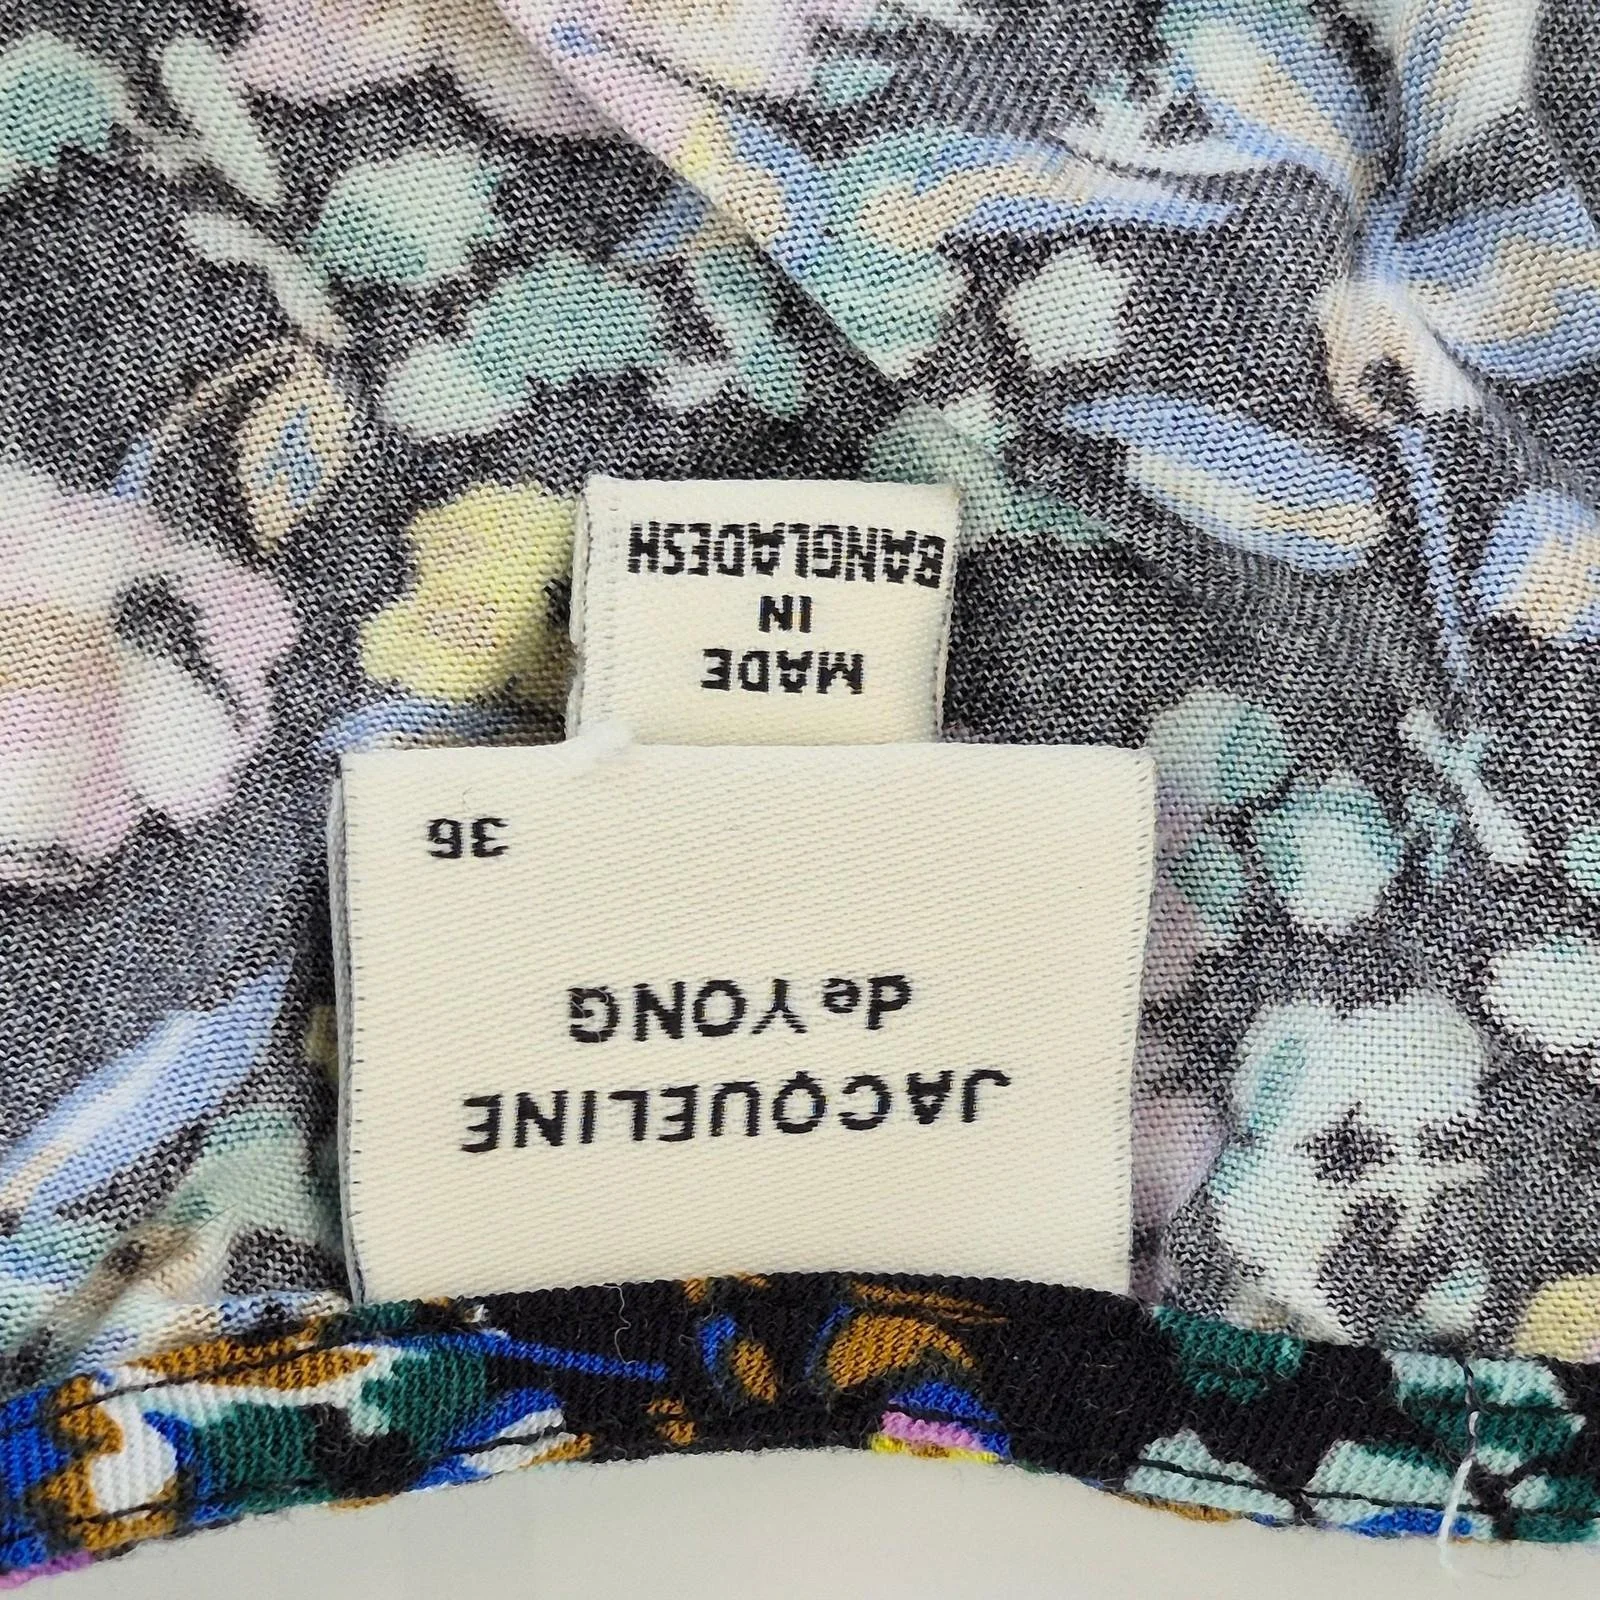 JACQUELINE
de YONG
36
MADE
IN
BANGLADESH